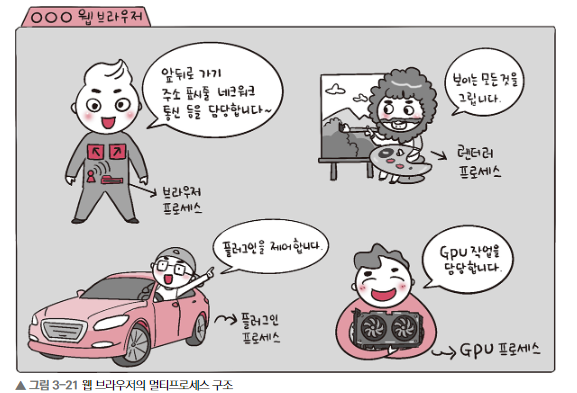 웹 브라우저
앞뒤로 가기
주소 표시줄 네트워크
통신 등을 담당합니다~
브라우저
프로세스
보이는 모든 것을
그립니다.
렌더러
프로세스
플러그인을 제어합니다.
플러그인
프로세스
GPU 작업을
담당합니다.
GPU 프로세스
▲ 그림 3-21 웹 브라우저의 멀티프로세스 구조